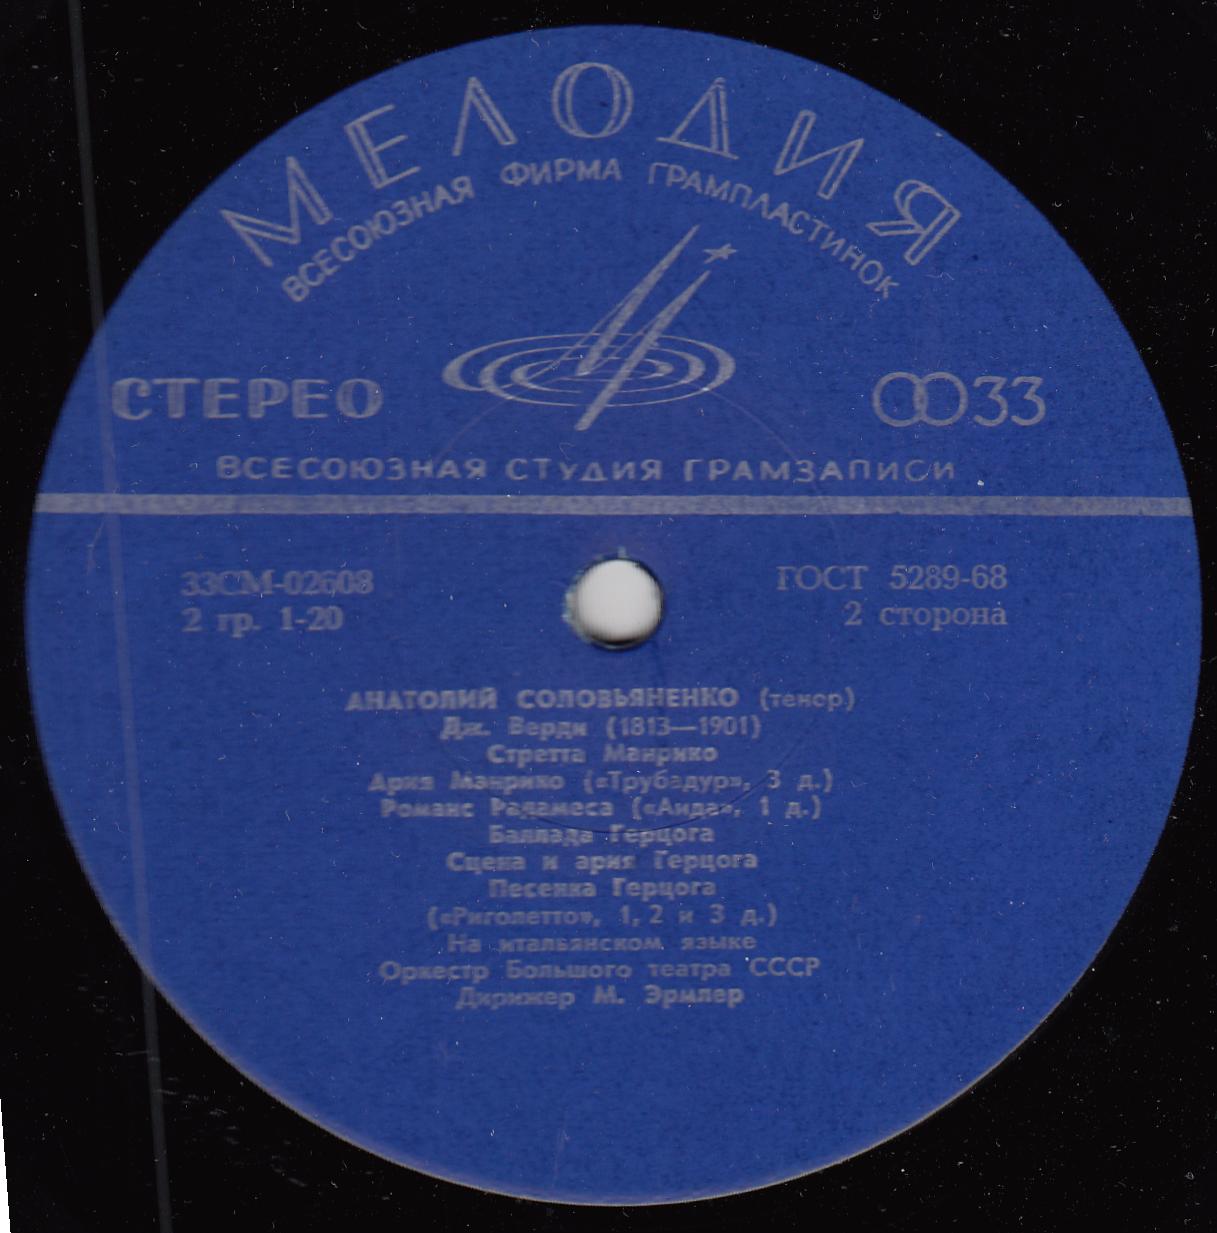 МЕЛОДИЯ
ВСЕСОЮЗНАЯ ФИРМА ГРАМПЛАСТИНОК
СТЕРЕО
33
ВСЕСОЮЗНАЯ СТУДИЯ ГРАМЗАПИСИ
33СМ-02608
ГОСТ 5289-68
2 гр. 1-20
2 сторона
АНАТОЛИЙ СОЛОВЬЯНЕНКО (тенор)
Дж. Верди (1813—1901)
Стретта Манрико
Ария Манрико («Трубадур», 3 д.)
Романс Радамеса («Аида», 1 д.)
Баллада Герцога
Сцена и ария Герцога
Песенка Герцога
(«Риголетто», 1, 2 и 3 д.)
На итальянском языке
Оркестр Большого театра СССР
Дирижер М. Эрмлер